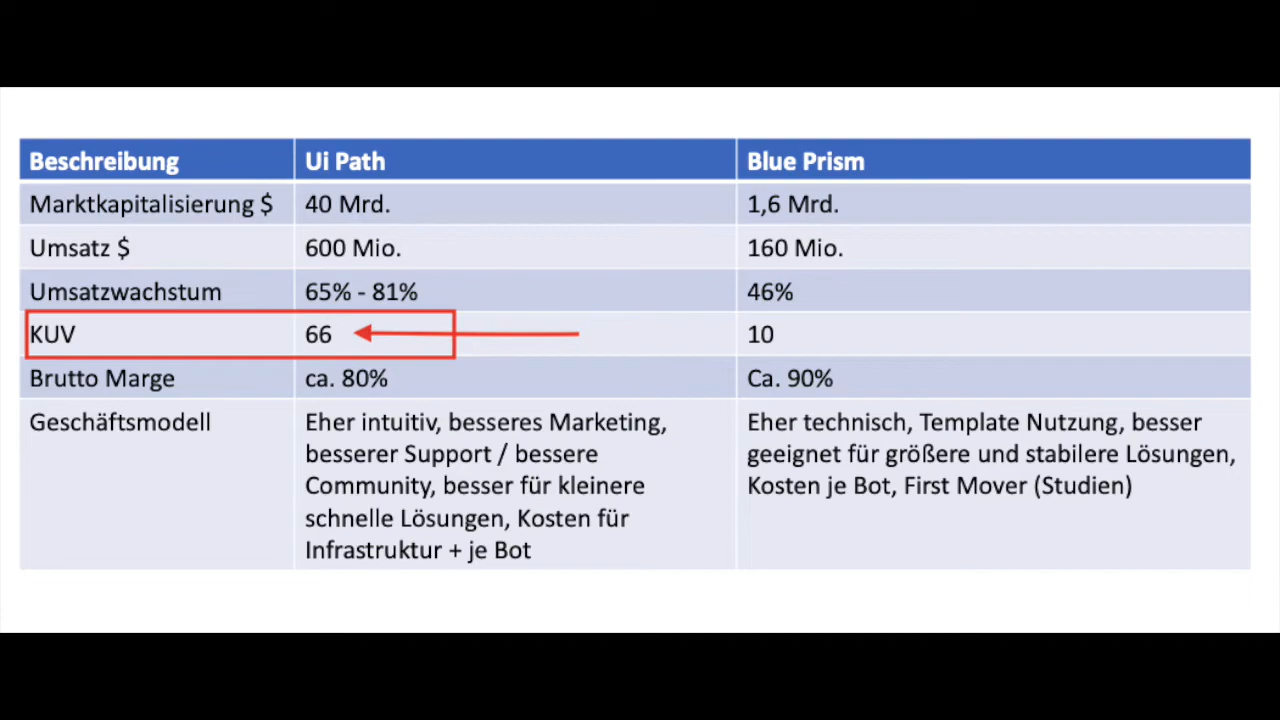 Beschreibung Ui Path Blue Prism
Marktkapitalisierung $ 40 Mrd. 1,6 Mrd.
Umsatz $ 600 Mio. 160 Mio.
Umsatzwachstum 65% - 81% 46%
KUV 66 10
Brutto Marge ca. 80% Ca. 90%
Geschäftsmodell Eher intuitiv, besseres Marketing, Eher technisch, Template Nutzung, besser
besserer Support / bessere geeignet für größere und stabilere Lösungen,
Community, besser für kleinere Kosten je Bot, First Mover (Studien)
schnelle Lösungen, Kosten für
Infrastruktur + je Bot